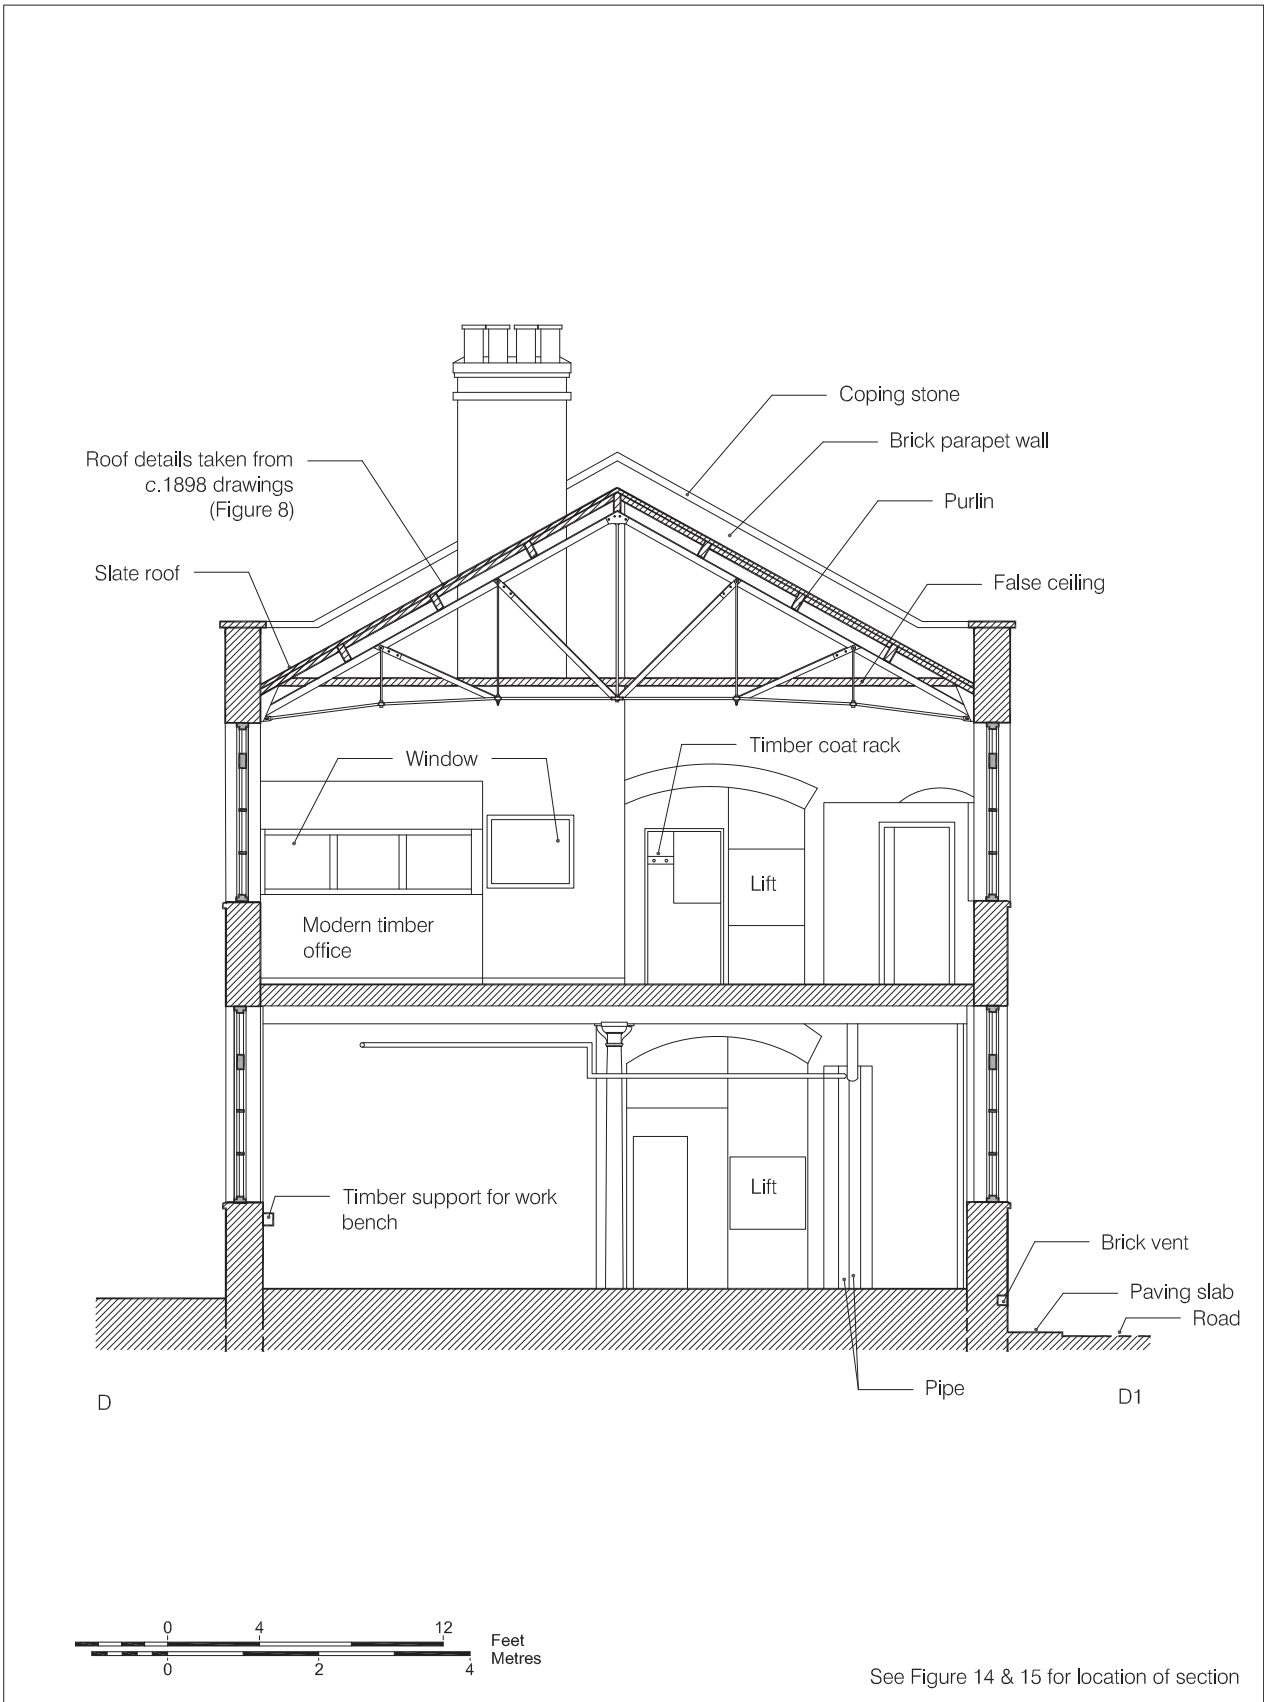 Coping stone
Brick parapet wall
Roof details taken from
c.1898 drawings
(Figure 8)
Purlin
Slate roof
False ceiling
Window
Timber coat rack
Lift
Modern timber
office
Timber support for work
bench
Lift
Brick vent
Paving slab
Road
Pipe
D
D1
0 4 12
Feet
Metres
0 2 4
See Figure 14 & 15 for location of section